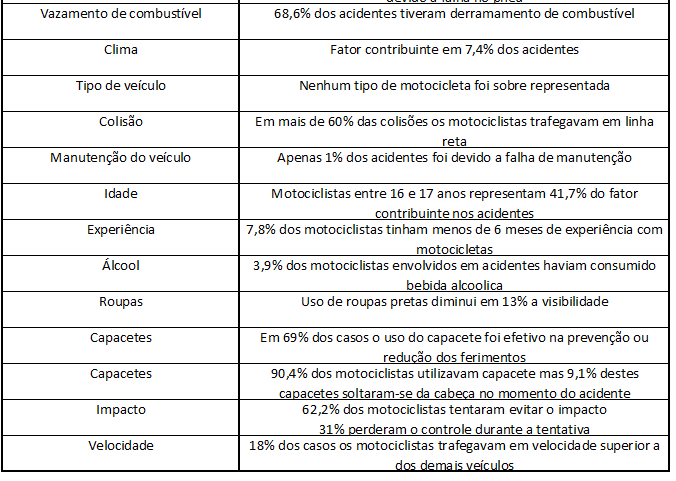 devido a falha no pneu
Vazamento de combustível
68,6% dos acidentes tiveram derramamento de combustível
Clima
Fator contribuinte em 7,4% dos acidentes
Tipo de veículo
Nenhum tipo de motocicleta foi sobre representada
Colisão
Em mais de 60% das colisões os motociclistas trafegavam em linha
reta
Manutenção do veículo
Apenas 1% dos acidentes foi devido a falha de manutenção
Idade
Motociclistas entre 16 e 17 anos representam 41,7% do fator
contribuinte nos acidentes
Experiência
7,8% dos motociclistas tinham menos de 6 meses de experiência com
motocicletas
Álcool
3,9% dos motociclistas envolvidos em acidentes haviam consumido
bebida alcoolica
Roupas
Uso de roupas pretas diminui em 13% a visibilidade
Capacetes
Em 69% dos casos o uso do capacete foi efetivo na prevenção ou
redução dos ferimentos
Capacetes
90,4% dos motociclistas utilizavam capacete mas 9,1% destes
capacetes soltaram-se da cabeça no momento do acidente
Impacto
62,2% dos motociclistas tentaram evitar o impacto
31% perderam o controle durante a tentativa
Velocidade
18% dos casos os motociclistas trafegavam em velocidade superior a
dos demais veículos